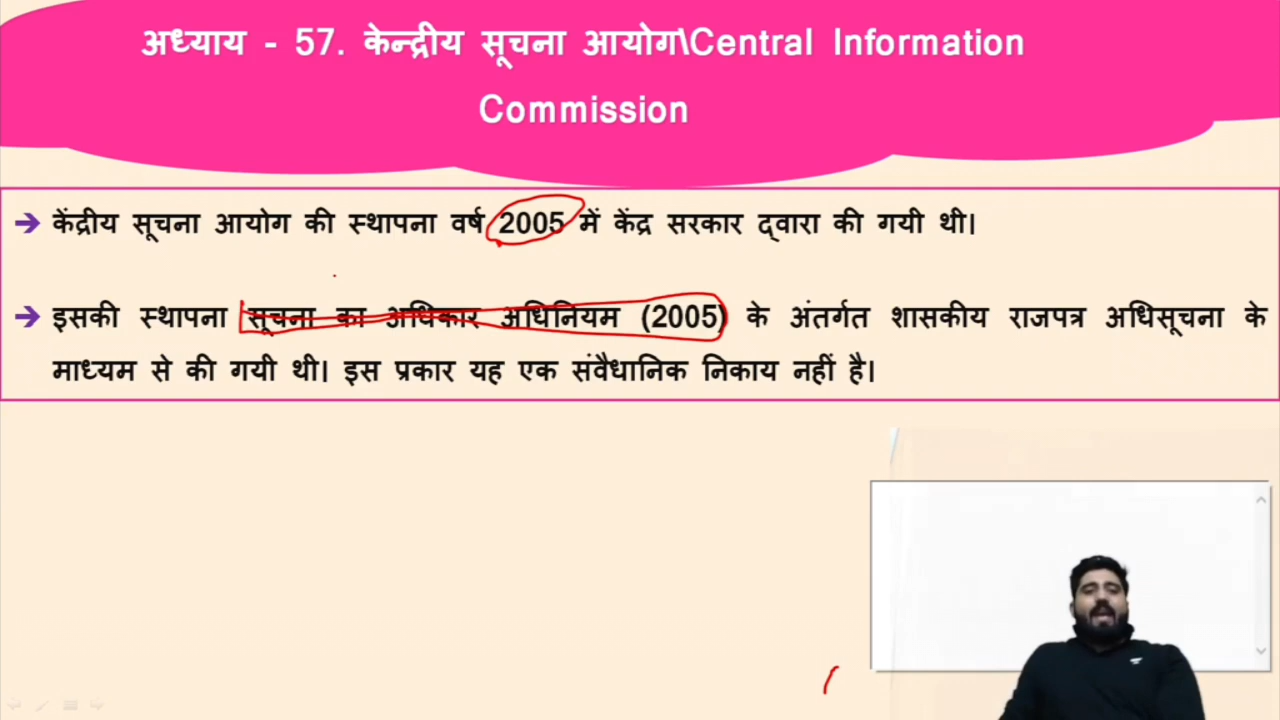 अध्याय - 57. केन्द्रीय सूचना आयोग\Central Information
Commission
➔ केंद्रीय सूचना आयोग की स्थापना वर्ष 2005 में केंद्र सरकार द्वारा की गयी थी।
➔ इसकी स्थापना सूचना का अधिकार अधिनियम (2005) के अंतर्गत शासकीय राजपत्र अधिसूचना के
माध्यम से की गयी थी। इस प्रकार यह एक संवैधानिक निकाय नहीं है।